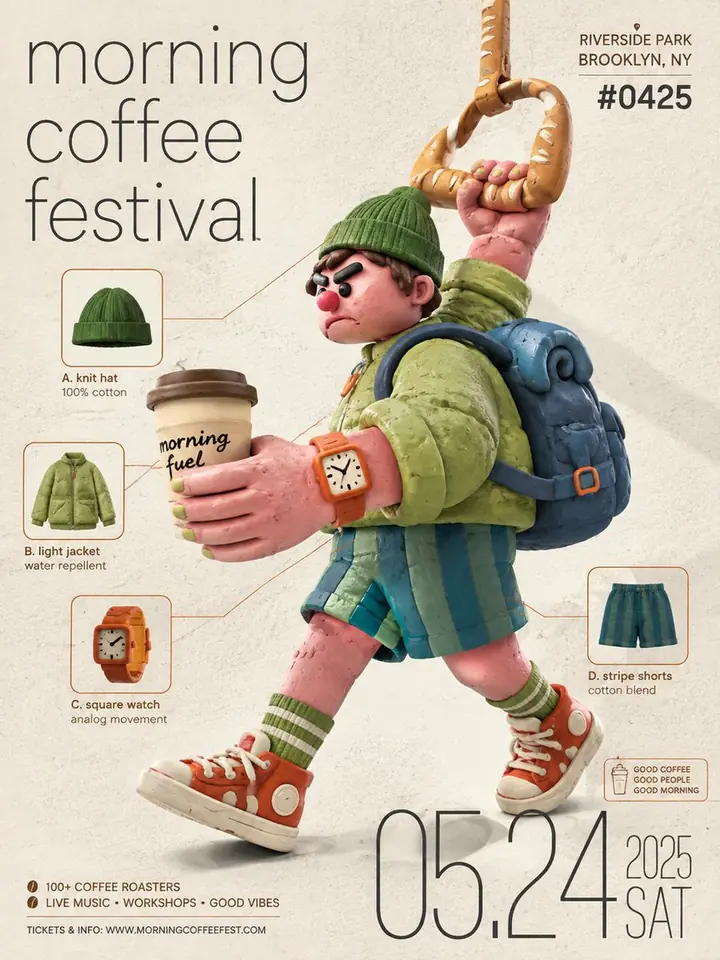 morning
coffee
festival
RIVERSIDE PARK
BROOKLYN, NY
#0425
A. knit hat
100% cotton
morning
fuel
B. light jacket
water repellent
C. square watch
analog movement
D. stripe shorts
cotton blend
GOOD COFFEE
GOOD PEOPLE
GOOD MORNING
05.24
2025
SAT
100+ COFFEE ROASTERS
LIVE MUSIC • WORKSHOPS • GOOD VIBES
TICKETS & INFO: WWW.MORNINGCOFFEEFEST.COM